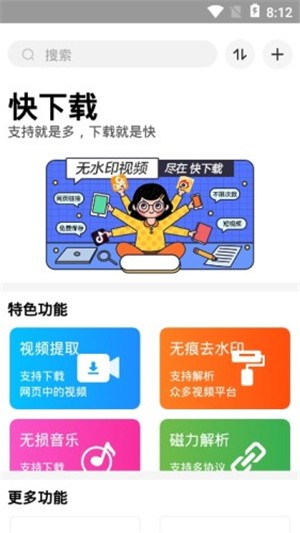 8:12
搜索
快下载
支持就是多，下载就是快
无水印视频 尽在 快下载
网页链接
不限次数
免费保存
短视频
特色功能
视频提取
支持下载
网页中的视频
无痕去水印
支持解析
众多视频平台
无损音乐
支持下载
磁力解析
支持多协议
更多功能